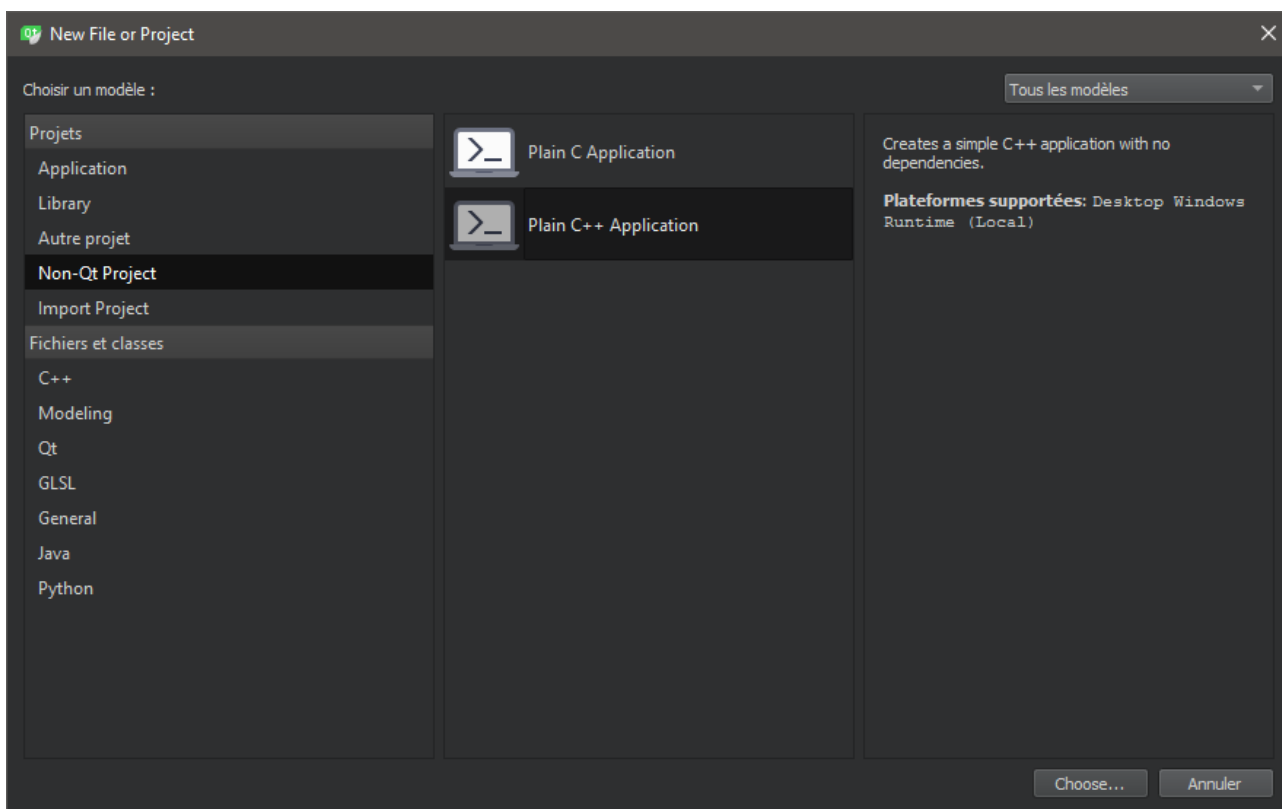 New File or Project
Choisir un modèle :
Tous les modèles
Projets
Application
Library
Autre projet
Non-Qt Project
Import Project
Fichiers et classes
C++
Modeling
Qt
GLSL
General
Java
Python
Plain C Application
Plain C++ Application
Creates a simple C++ application with no
dependencies.
Plateformes supportées: Desktop Windows
Runtime (Local)
Choose...
Annuler